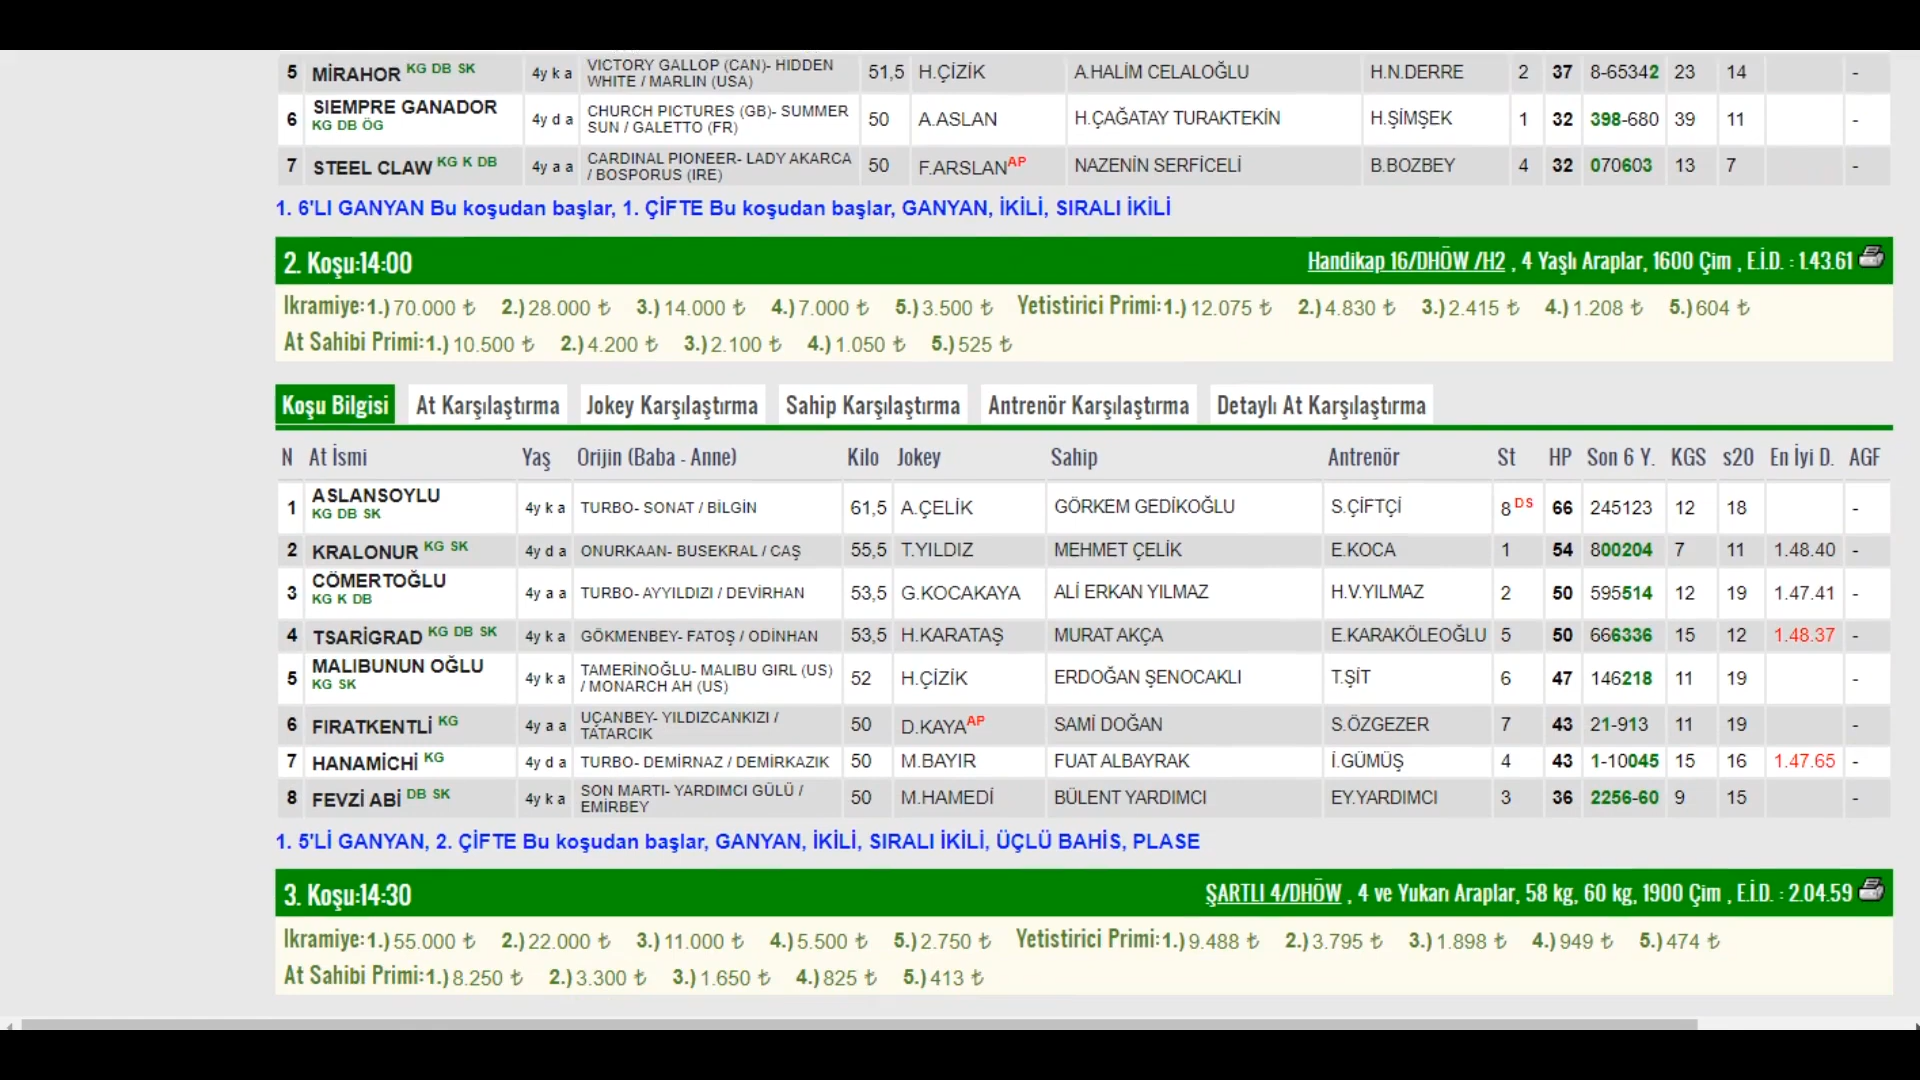 5 MİRAHOR KG DB SK 4y k a VICTORY GALLOP (CAN)- HIDDEN WHITE / MARLIN (USA) 51,5 H.ÇİZİK A.HALİM CELALOĞLU H.N.DERRE 2 37 8-65342 23 14 -
6 SIEMPRE GANADOR KG DB ÖG 4y d a CHURCH PICTURES (GB)- SUMMER SUN / GALETTO (FR) 50 A.ASLAN H.ÇAĞATAY TURAKTEKİN H.ŞİMŞEK 1 32 398-680 39 11 -
7 STEEL CLAW KG K DB 4y a a CARDINAL PIONEER- LADY AKARCA / BOSPORUS (IRE) 50 F.ARSLAN AP NAZENİN SERFİCELİ B.BOZBEY 4 32 070603 13 7 -
1. 6'LI GANYAN Bu koşudan başlar, 1. ÇİFTE Bu koşudan başlar, GANYAN, İKİLİ, SIRALI İKİLİ
2. Koşu:14:00 Handikap 16/DHÖW /H2 , 4 Yaşlı Araplar, 1600 Çim , E.İ.D. : 1.43.61
Ikramiye:1.) 70.000 ₺ 2.) 28.000 ₺ 3.) 14.000 ₺ 4.) 7.000 ₺ 5.) 3.500 ₺ Yetistirici Primi:1.) 12.075 ₺ 2.) 4.830 ₺ 3.) 2.415 ₺ 4.) 1.208 ₺ 5.) 604 ₺
At Sahibi Primi:1.) 10.500 ₺ 2.) 4.200 ₺ 3.) 2.100 ₺ 4.) 1.050 ₺ 5.) 525 ₺
Koşu Bilgisi At Karşılaştırma Jokey Karşılaştırma Sahip Karşılaştırma Antrenör Karşılaştırma Detaylı At Karşılaştırma
N At İsmi Yaş Orijin (Baba - Anne) Kilo Jokey Sahip Antrenör St HP Son 6 Y. KGS s20 En İyi D. AGF
1 ASLANSOYLU KG DB SK 4y k a TURBO- SONAT / BİLGİN 61,5 A.ÇELİK GÖRKEM GEDİKOĞLU S.ÇİFTÇİ 8 DS 66 245123 12 18 -
2 KRALONUR KG SK 4y d a ONURKAAN- BUSEKRAL / CAŞ 55,5 T.YILDIZ MEHMET ÇELİK E.KOCA 1 54 800204 7 11 1.48.40 -
3 CÖMERTOĞLU KG K DB 4y a a TURBO- AYYILDIZI / DEVİRHAN 53,5 G.KOCAKAYA ALİ ERKAN YILMAZ H.V.YILMAZ 2 50 595514 12 19 1.47.41 -
4 TSARİGRAD KG DB SK 4y k a GÖKMENBEY- FATOŞ / ODİNHAN 53,5 H.KARATAŞ MURAT AKÇA E.KARAKÖLEOĞLU 5 50 666336 15 12 1.48.37 -
5 MALIBUNUN OĞLU KG SK 4y k a TAMERİNOĞLU- MALIBU GIRL (US) / MONARCH AH (US) 52 H.ÇİZİK ERDOĞAN ŞENOCAKLI T.ŞİT 6 47 146218 11 19 -
6 FIRATKENTLİ KG 4y a a UÇANBEY- YILDIZCANKIZI / TATARCIK 50 D.KAYA AP SAMİ DOĞAN S.ÖZGEZER 7 43 21-913 11 19 -
7 HANAMİCHİ KG 4y d a TURBO- DEMİRNAZ / DEMİRKAZIK 50 M.BAYIR FUAT ALBAYRAK İ.GÜMÜŞ 4 43 1-10045 15 16 1.47.65 -
8 FEVZİ ABİ DB SK 4y k a SON MARTI- YARDIMCI GÜLÜ / EMİRBEY 50 M.HAMEDİ BÜLENT YARDIMCI EY.YARDIMCI 3 36 2256-60 9 15 -
1. 5'Lİ GANYAN, 2. ÇİFTE Bu koşudan başlar, GANYAN, İKİLİ, SIRALI İKİLİ, ÜÇLÜ BAHİS, PLASE
3. Koşu:14:30 ŞARTLI 4/DHÖW , 4 ve Yukarı Araplar, 58 kg, 60 kg, 1900 Çim , E.İ.D. : 2.04.59
Ikramiye:1.) 55.000 ₺ 2.) 22.000 ₺ 3.) 11.000 ₺ 4.) 5.500 ₺ 5.) 2.750 ₺ Yetistirici Primi:1.) 9.488 ₺ 2.) 3.795 ₺ 3.) 1.898 ₺ 4.) 949 ₺ 5.) 474 ₺
At Sahibi Primi:1.) 8.250 ₺ 2.) 3.300 ₺ 3.) 1.650 ₺ 4.) 825 ₺ 5.) 413 ₺